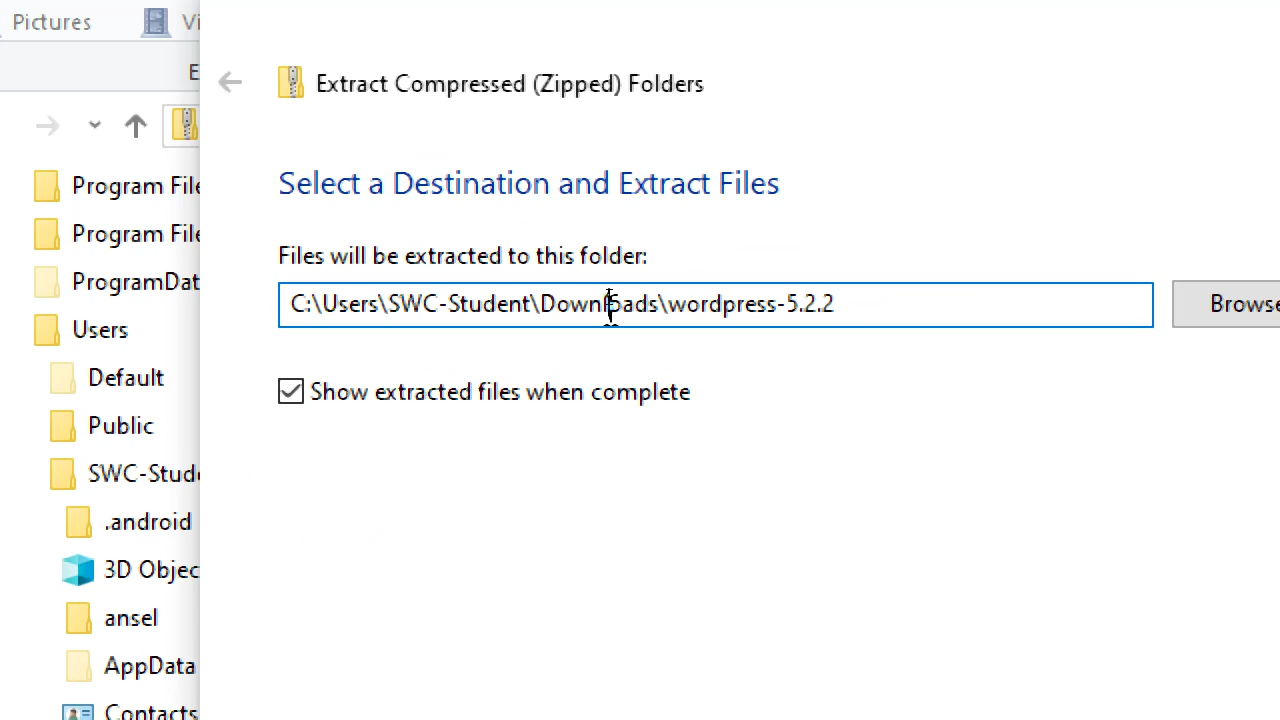 Pictures
Extract Compressed (Zipped) Folders
Select a Destination and Extract Files
Files will be extracted to this folder:
C:\Users\SWC-Student\Downloads\wordpress-5.2.2
Browse
Show extracted files when complete
Program File
Program File
ProgramDat
Users
Default
Public
SWC-Stude
.android
3D Objec
ansel
AppData
Contacts